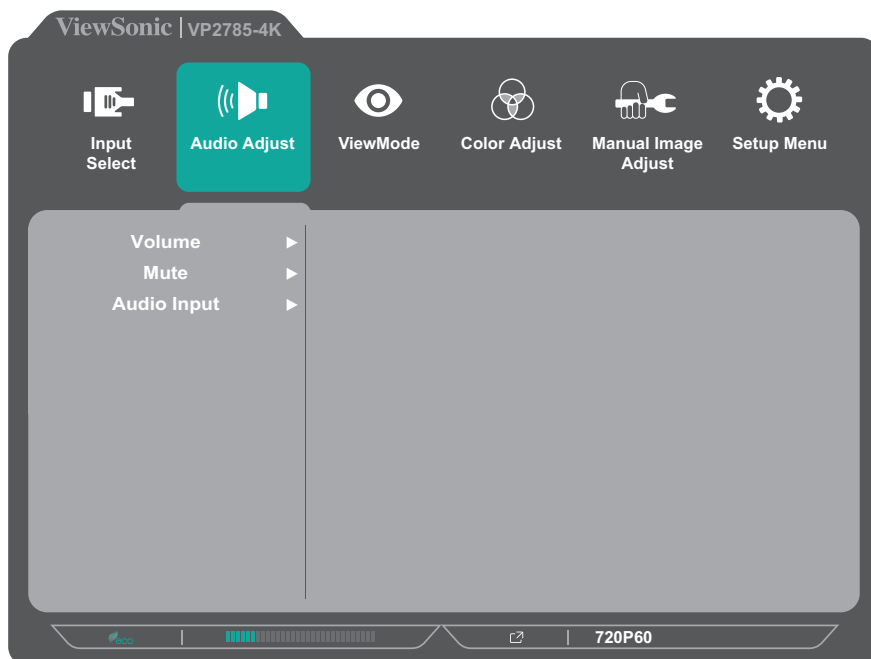 ViewSonic | VP2785-4K
Input Select
Audio Adjust
ViewMode
Color Adjust
Manual Image Adjust
Setup Menu
Volume
Mute
Audio Input
eco
720P60